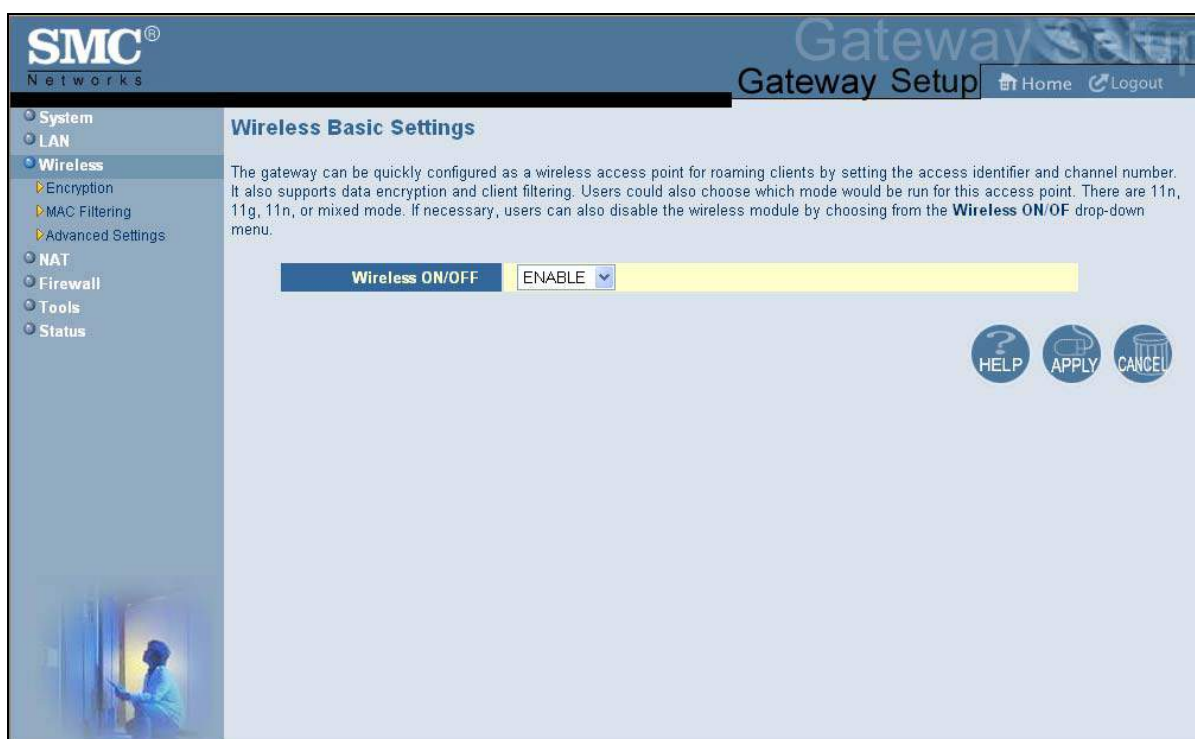 SMC®
Networks
Gateway Setup
Gateway Setup
Home
Logout
System
LAN
Wireless
Encryption
MAC Filtering
Advanced Settings
NAT
Firewall
Tools
Status
Wireless Basic Settings
The gateway can be quickly configured as a wireless access point for roaming clients by setting the access identifier and channel number.
It also supports data encryption and client filtering. Users could also choose which mode would be run for this access point. There are 11n,
11g, 11n, or mixed mode. If necessary, users can also disable the wireless module by choosing from the Wireless ON/OF drop-down
menu.
Wireless ON/OFF
ENABLE
HELP
APPLY
CANCEL